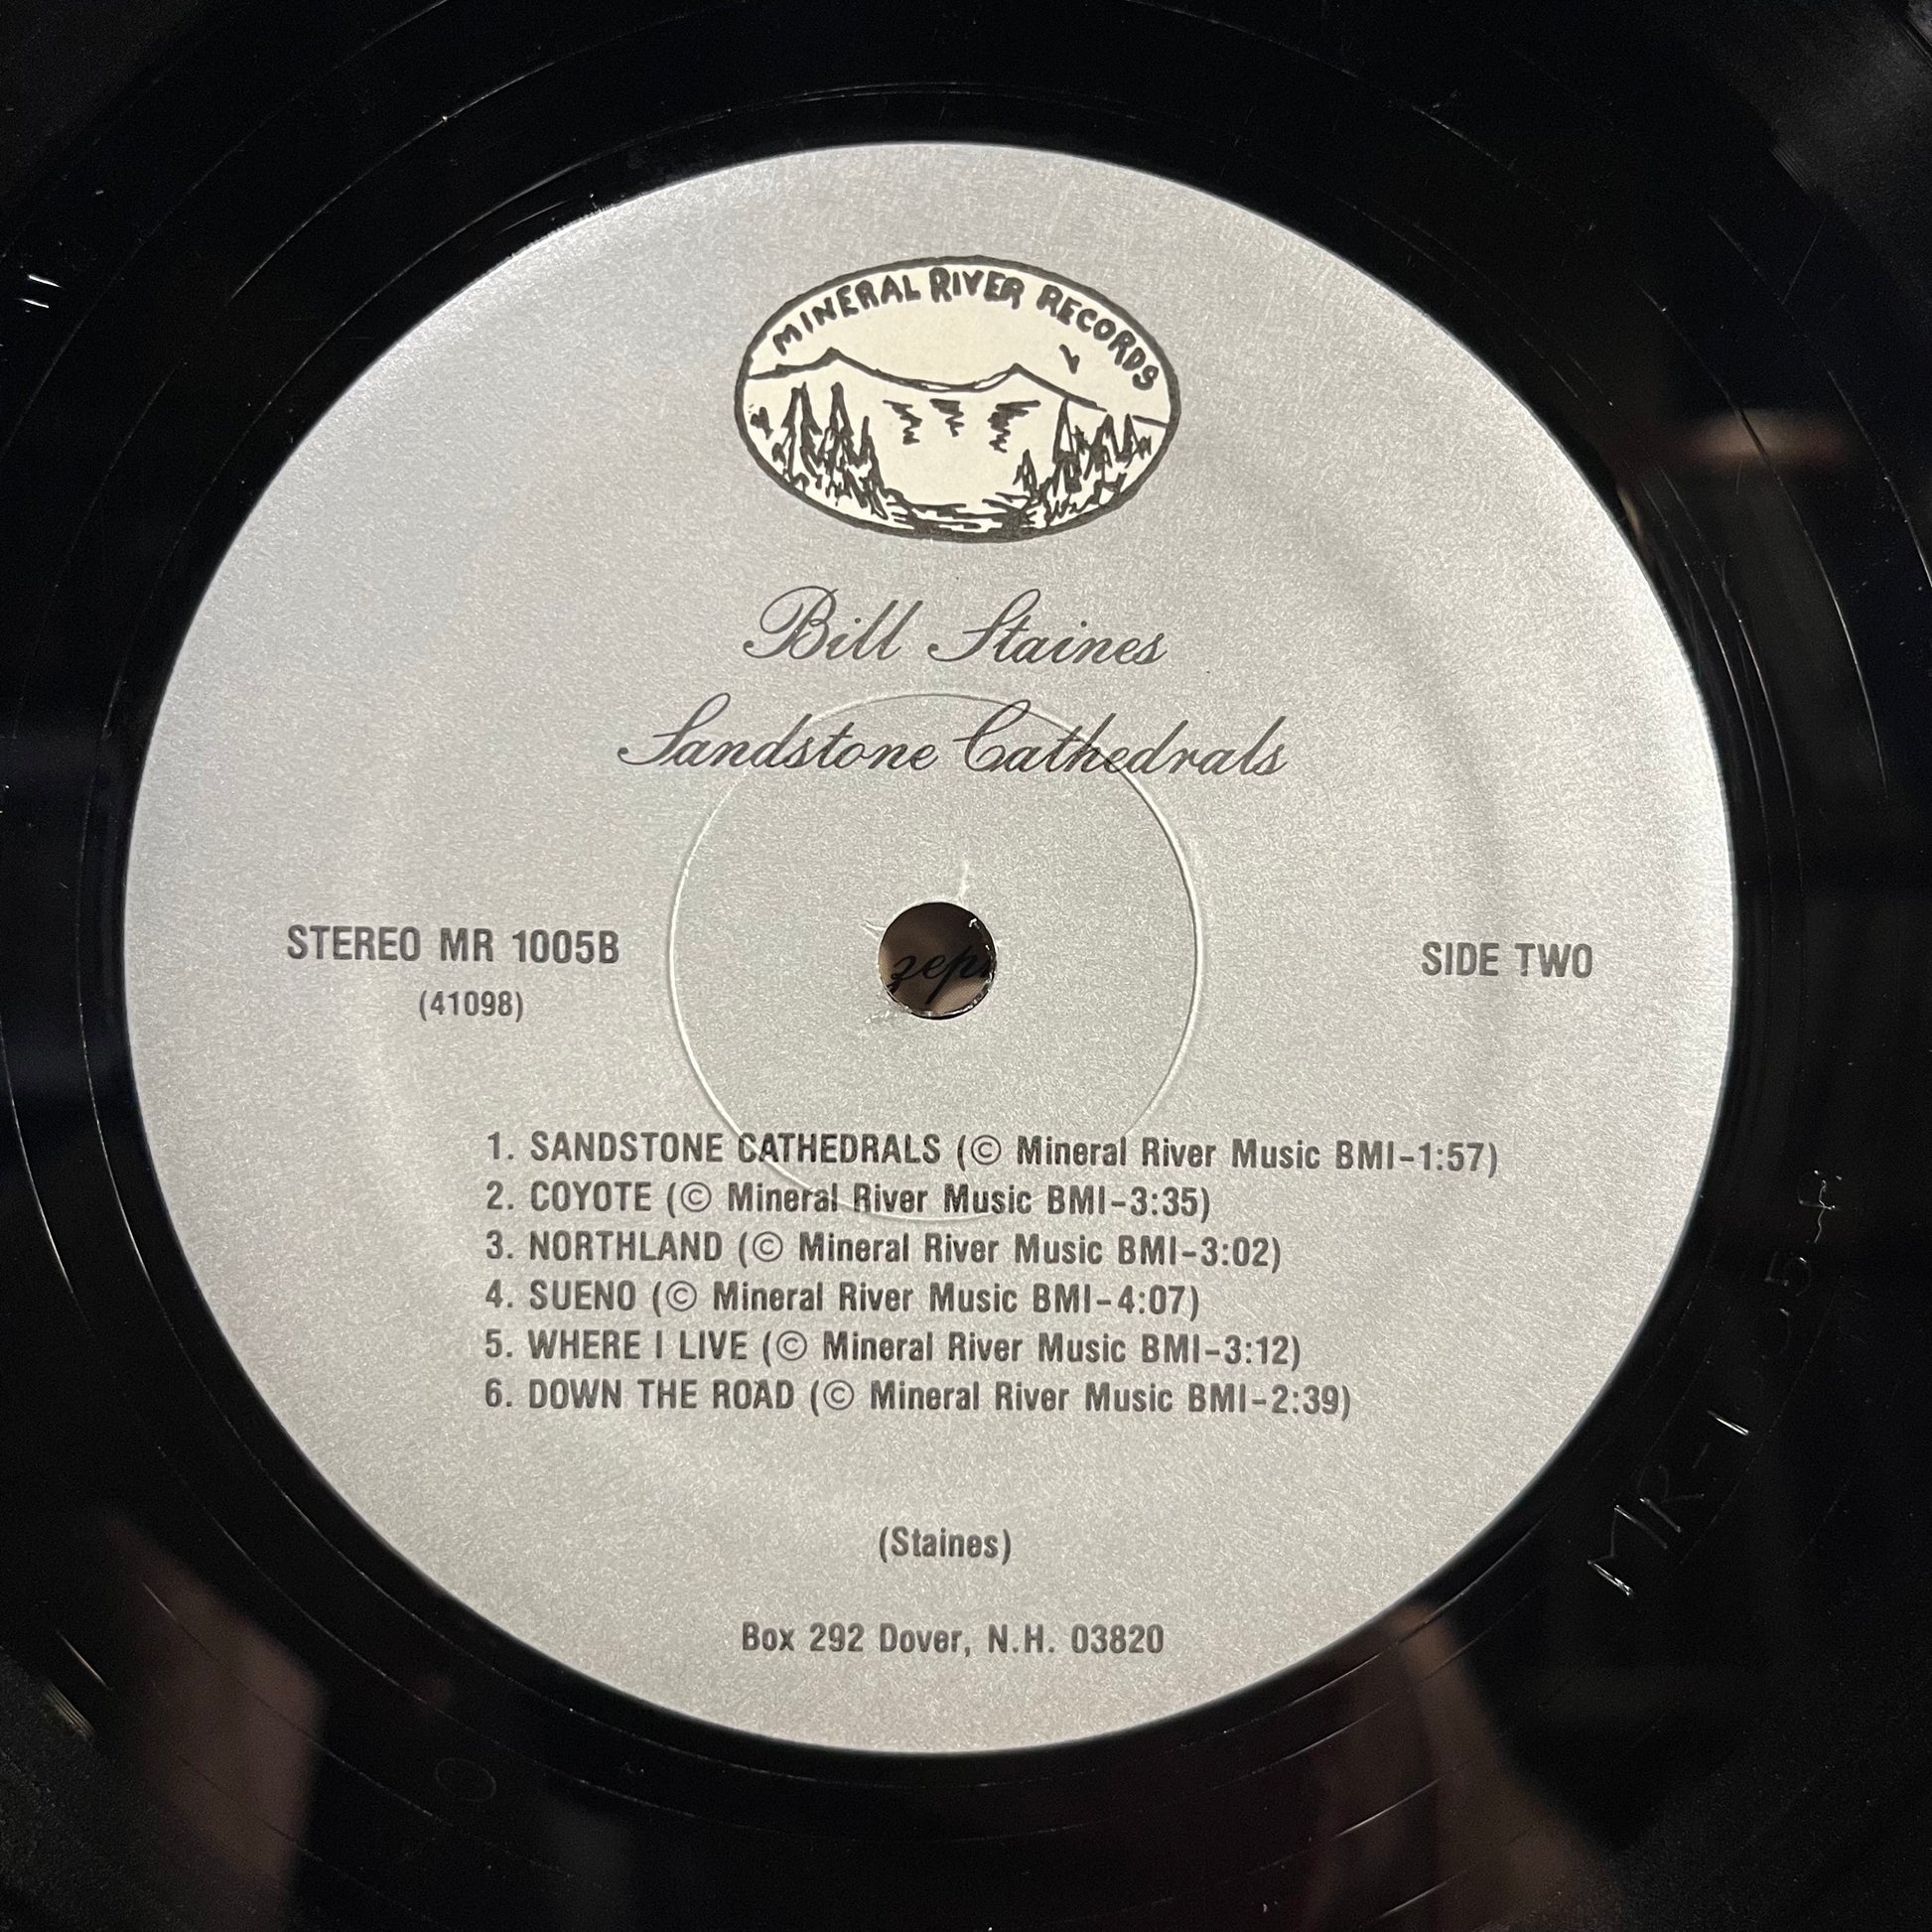 MINERAL RIVER RECORDS
Bill Staines
Sandstone Cathedrals
STEREO MR 1005B
(41098)
SIDE TWO
1. SANDSTONE CATHEDRALS (© Mineral River Music BMI-1:57)
2. COYOTE (© Mineral River Music BMI-3:35)
3. NORTHLAND (© Mineral River Music BMI-3:02)
4. SUENO (© Mineral River Music BMI-4:07)
5. WHERE I LIVE (© Mineral River Music BMI-3:12)
6. DOWN THE ROAD (© Mineral River Music BMI-2:39)
(Staines)
Box 292 Dover, N.H. 03820